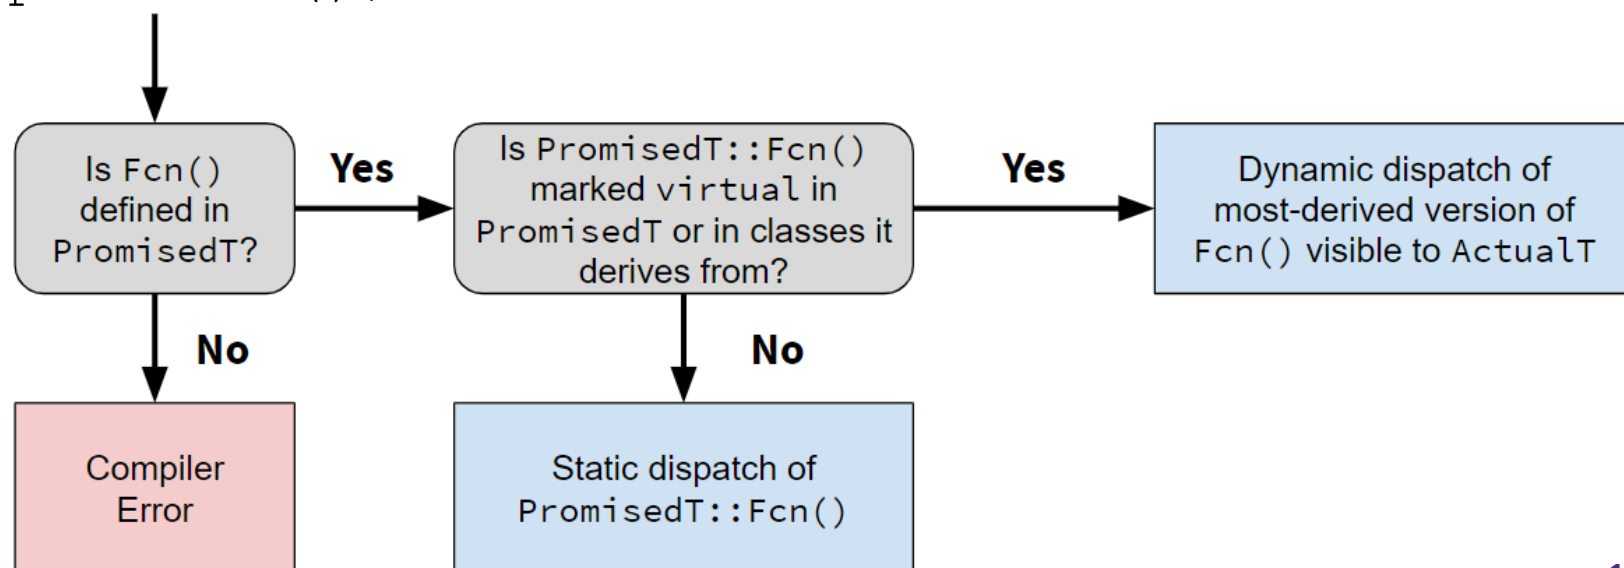 Is Fcn()
defined in
PromisedT?
Yes
Is PromisedT::Fcn()
marked virtual in
PromisedT or in classes it
derives from?
Yes
Dynamic dispatch of
most-derived version of
Fcn() visible to ActualT
No
No
Compiler
Error
Static dispatch of
PromisedT::Fcn()